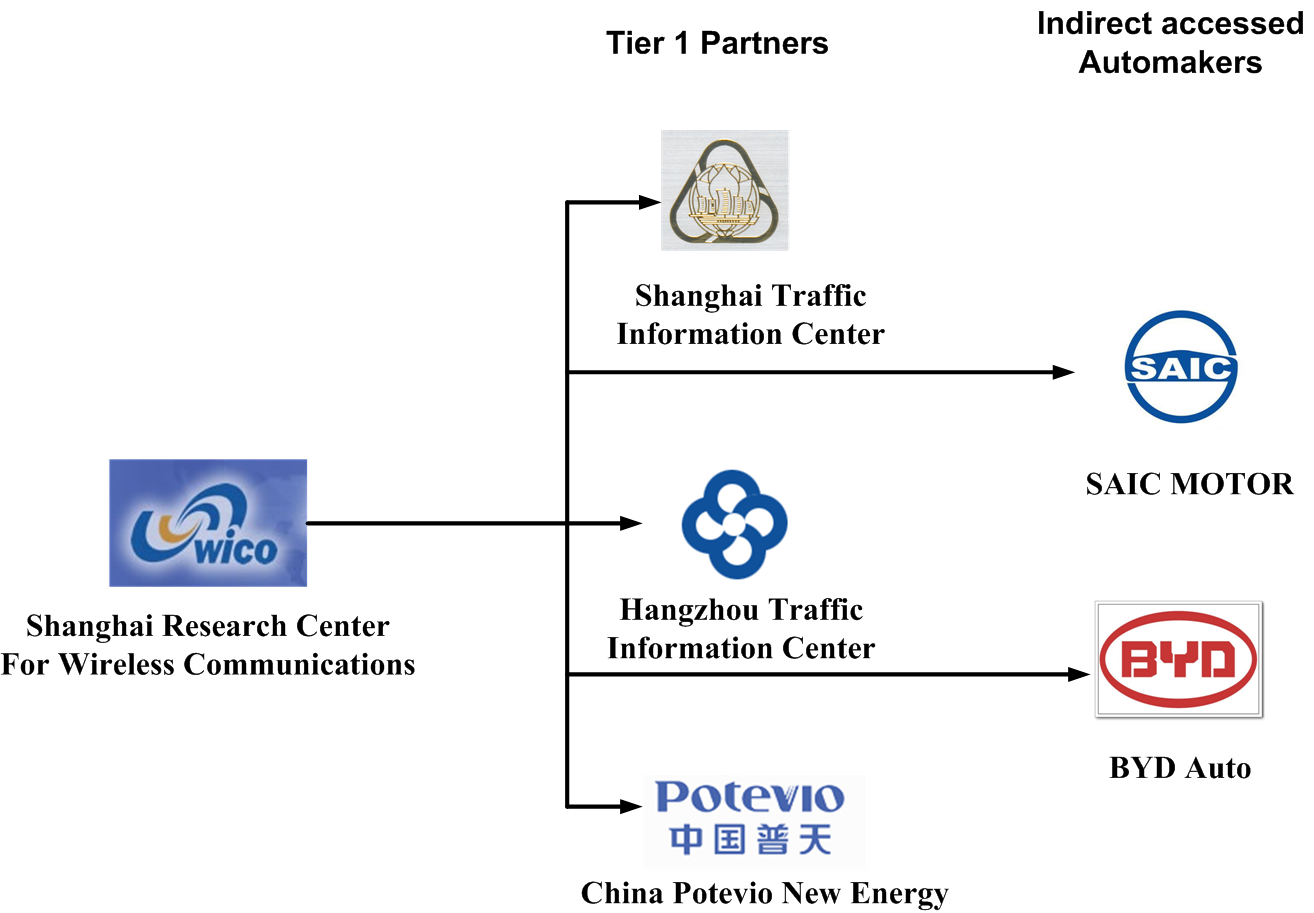 Tier 1 Partners
Indirect accessed
Automakers
Shanghai Traffic
Information Center
SAIC
SAIC MOTOR
wico
Shanghai Research Center
For Wireless Communications
Hangzhou Traffic
Information Center
BYD
BYD Auto
Potevio
中国普天
China Potevio New Energy